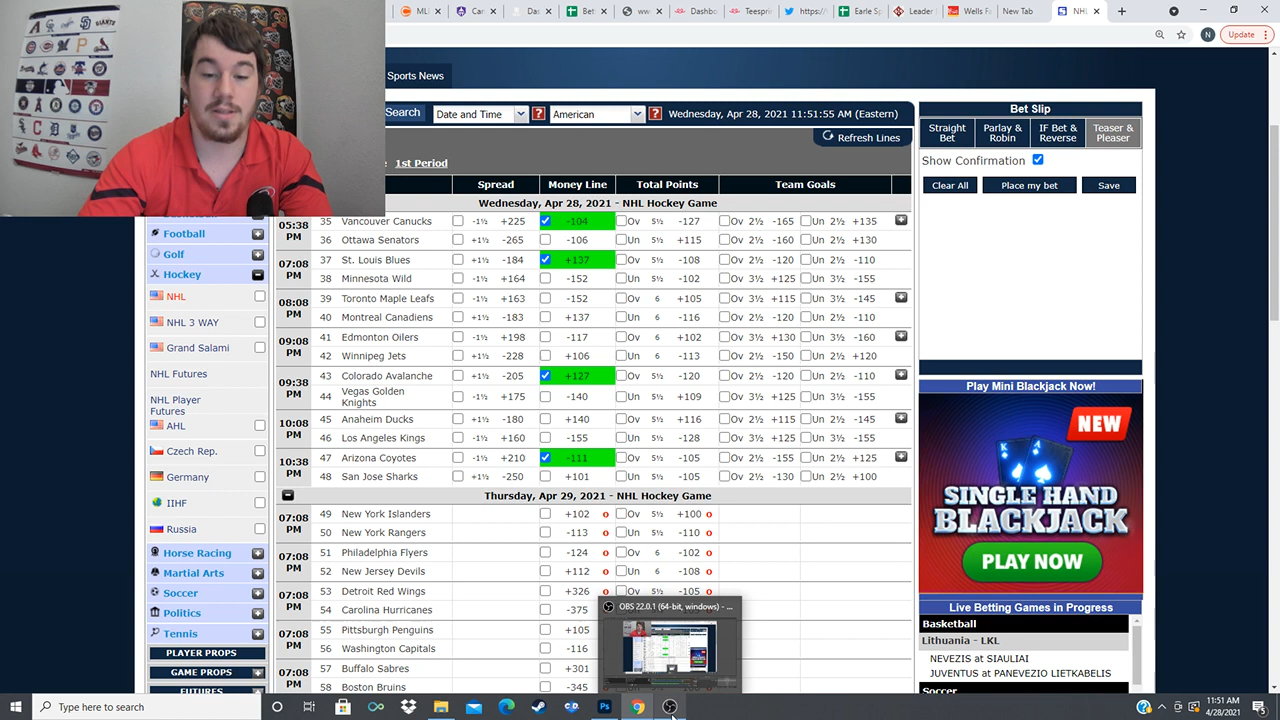 ML
Car
Das
Bet
ww
Dashbo
Teespri
https://
Earle Sp
Leader
Wells Fa
New Tab
NHL
N
Update
Sports News
Search
Date and Time
?
American
?
Wednesday, Apr 28, 2021 11:51:55 AM (Eastern)
Refresh Lines
1st Period
Spread Money Line Total Points Team Goals
Wednesday, Apr 28, 2021 - NHL Hockey Game
05:38 PM
35 Vancouver Canucks -1½ +225 -104 Ov 5½ -127 Ov 2½ -165 Un 2½ +135
36 Ottawa Senators +1½ -265 -106 Un 5½ +115 Ov 2½ -160 Un 2½ +130
07:08 PM
37 St. Louis Blues +1½ -184 +137 Ov 5½ -108 Ov 2½ -120 Un 2½ -110
38 Minnesota Wild -1½ +164 -152 Un 5½ -102 Ov 3½ +125 Un 3½ -155
08:08 PM
39 Toronto Maple Leafs -1½ +163 -152 Ov 6 +105 Ov 3½ +115 Un 3½ -145
40 Montreal Canadiens +1½ -183 +137 Un 6 -116 Ov 2½ -120 Un 2½ -110
09:08 PM
41 Edmonton Oilers -1½ +198 -117 Ov 6 +102 Ov 3½ +130 Un 3½ -160
42 Winnipeg Jets +1½ -228 +106 Un 6 -113 Ov 2½ -150 Un 2½ +120
09:38 PM
43 Colorado Avalanche +1½ -205 +127 Ov 5½ -120 Ov 2½ -120 Un 2½ -110
44 Vegas Golden Knights -1½ +175 -140 Un 5½ +109 Ov 3½ +125 Un 3½ -155
10:08 PM
45 Anaheim Ducks +1½ -180 +140 Ov 5½ +116 Ov 2½ +115 Un 2½ -145
46 Los Angeles Kings -1½ +160 -155 Un 5½ -128 Ov 3½ +125 Un 3½ -155
10:38 PM
47 Arizona Coyotes -1½ +210 -111 Ov 5½ -105 Ov 2½ -155 Un 2½ +125
48 San Jose Sharks +1½ -250 +101 Un 5½ -105 Ov 2½ -130 Un 2½ +100
Thursday, Apr 29, 2021 - NHL Hockey Game
07:08 PM
49 New York Islanders +102 o Ov 5½ +100 o
50 New York Rangers -113 o Un 5½ -110 o
07:08 PM
51 Philadelphia Flyers -124 o Ov 6 -102 o
52 New Jersey Devils +112 o Un 6 -108 o
07:08 PM
53 Detroit Red Wings +326 o Ov 5½ -105 o
54 Carolina Hurricanes -375
07:08 PM
55 Pittsburgh Penguins +105
56 Washington Capitals -116
07:08
57 Buffalo Sabres +301
58 Boston Bruins -345
Football
Golf
Hockey
NHL
NHL 3 WAY
Grand Salami
NHL Futures
NHL Player
Futures
AHL
Czech Rep.
Germany
IIHF
Russia
Horse Racing
Martial Arts
Soccer
Politics
Tennis
PLAYER PROPS
GAME PROPS
FUTURES
Bet Slip
Straight Bet
Parlay & Robin
IF Bet & Reverse
Teaser & Pleaser
Show Confirmation
Clear All
Place my bet
Save
Play Mini Blackjack Now!
NEW
K A
SINGLE HAND
BLACKJACK
PLAY NOW
Live Betting Games in Progress
Basketball
Lithuania - LKL
NEVEZIS at SIAULIAI
JUVENTUS at PANEVEZIO LIETKABELIS
Soccer
OBS 22.0.1 (64-bit, windows) - ...
Type here to search
Ps
11:51 AM
4/28/2021